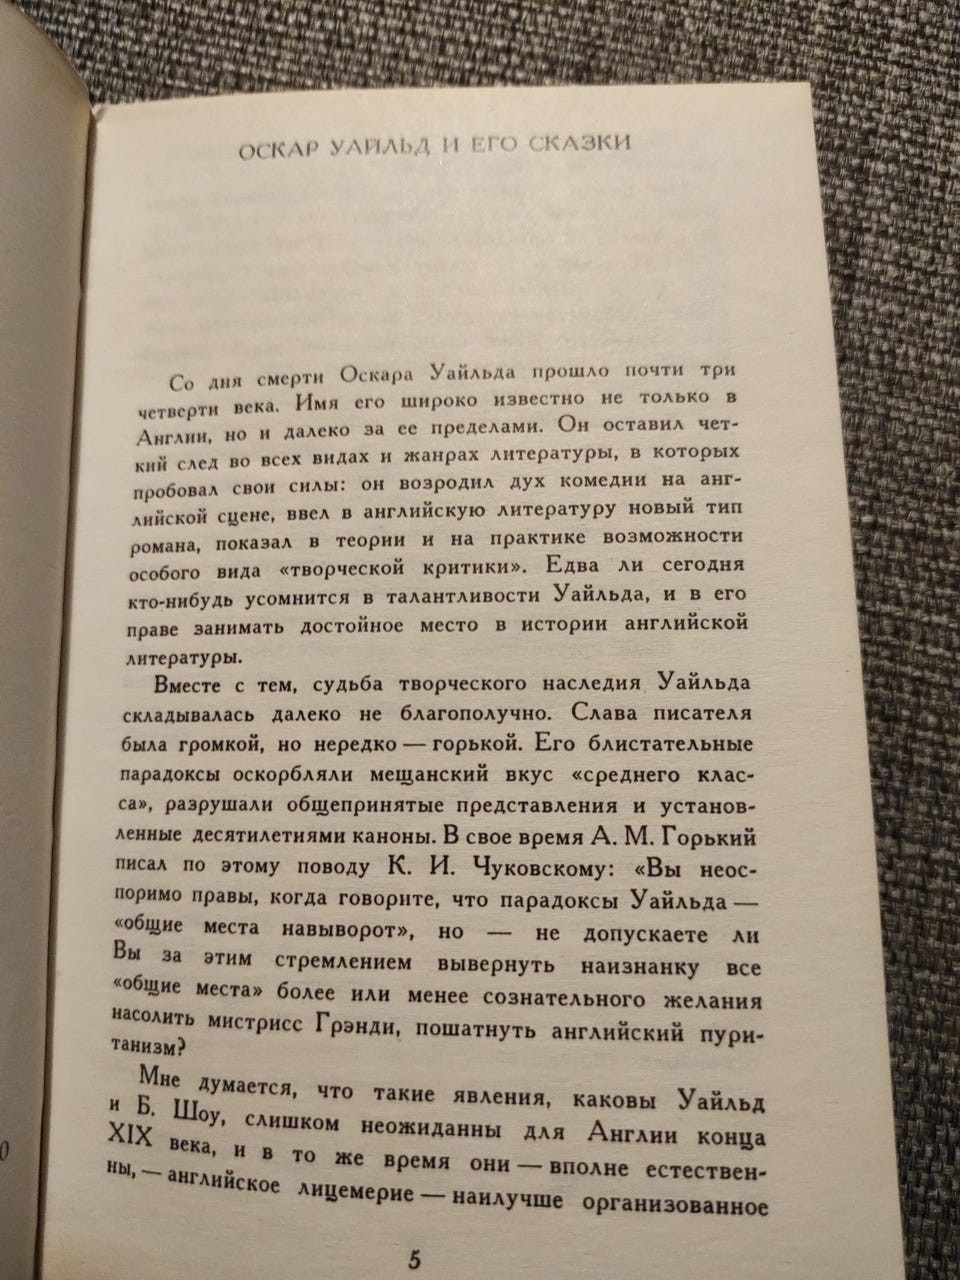 ОСКАР УАЙЛЬД И ЕГО СКАЗКИ
Со дня смерти Оскара Уайльда прошло почти три
четверти века. Имя его широко известно не только в
Англии, но и далеко за ее пределами. Он оставил чет-
кий след во всех видах и жанрах литературы, в которых
пробовал свои силы: он возродил дух комедии на анг-
лийской сцене, ввел в английскую литературу новый тип
романа, показал в теории и на практике возможности
особого вида «творческой критики». Едва ли сегодня
кто-нибудь усомнится в талантливости Уайльда, и в его
праве занимать достойное место в истории английской
литературы.
Вместе с тем, судьба творческого наследия Уайльда
складывалась далеко не благополучно. Слава писателя
была громкой, но нередко — горькой. Его блистательные
парадоксы оскорбляли мещанский вкус «среднего клас-
са», разрушали общепринятые представления и установ-
ленные десятилетиями каноны. В свое время А. М. Горький
писал по этому поводу К. И. Чуковскому: «Вы неос-
поримо правы, когда говорите, что парадоксы Уайльда —
«общие места навыворот», но — не допускаете ли
Вы за этим стремлением вывернуть наизнанку все
«общие места» более или менее сознательного желания
насолить мистрисс Грэнди, пошатнуть английский пури-
танизм?
Мне думается, что такие явления, каковы Уайльд
и Б. Шоу, слишком неожиданны для Англии конца
XIX века, и в то же время они — вполне естествен-
ны, — английское лицемерие — наилучше организованное
5